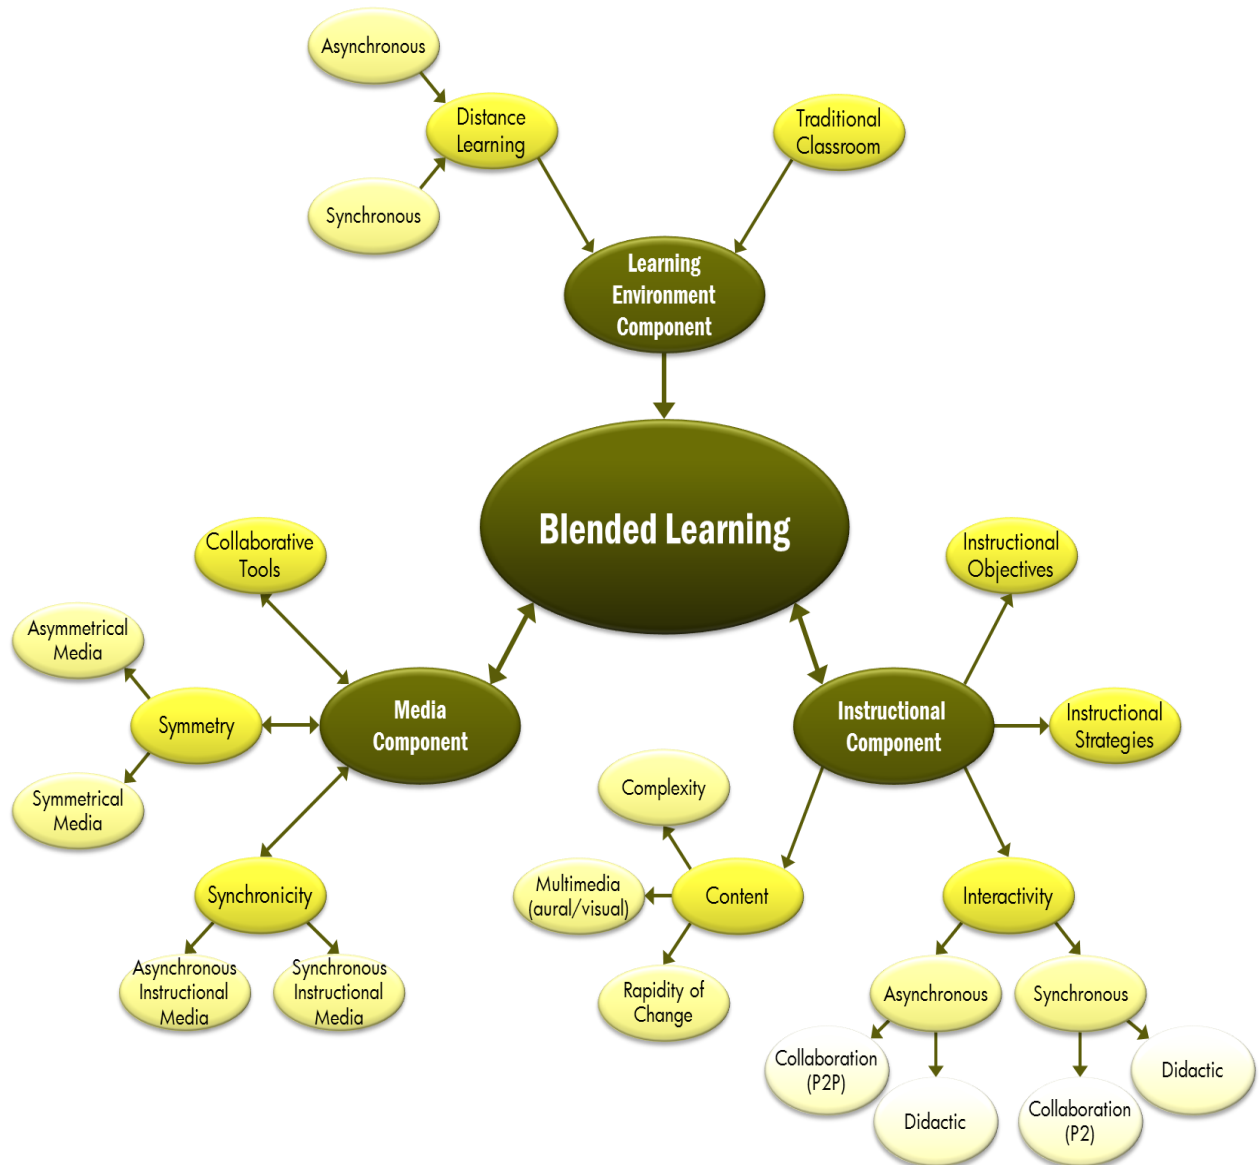 Asynchronous
Distance
Learning
Synchronous
Traditional
Classroom
Learning
Environment
Component
Blended Learning
Collaborative
Tools
Asymmetrical
Media
Symmetry
Symmetrical
Media
Media
Component
Synchronicity
Asynchronous
Instructional
Media
Synchronous
Instructional
Media
Instructional
Objectives
Instructional
Component
Instructional
Strategies
Complexity
Multimedia
(aural/visual)
Content
Rapidity of
Change
Interactivity
Asynchronous
Synchronous
Collaboration
(P2P)
Didactic
Collaboration
(P2)
Didactic